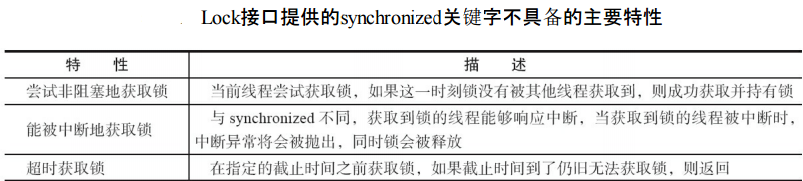 Lock接口提供的synchronized关键字不具备的主要特性
特 性 描 述
尝试非阻塞地获取锁 当前线程尝试获取锁，如果这一时刻锁没有被其他线程获取到，则成功获取并持有锁
能被中断地获取锁 与 synchronized 不同，获取到锁的线程能够响应中断，当获取到锁的线程被中断时，
中断异常将会被抛出，同时锁会被释放
超时获取锁 在指定的截止时间之前获取锁，如果截止时间到了仍旧无法获取锁，则返回